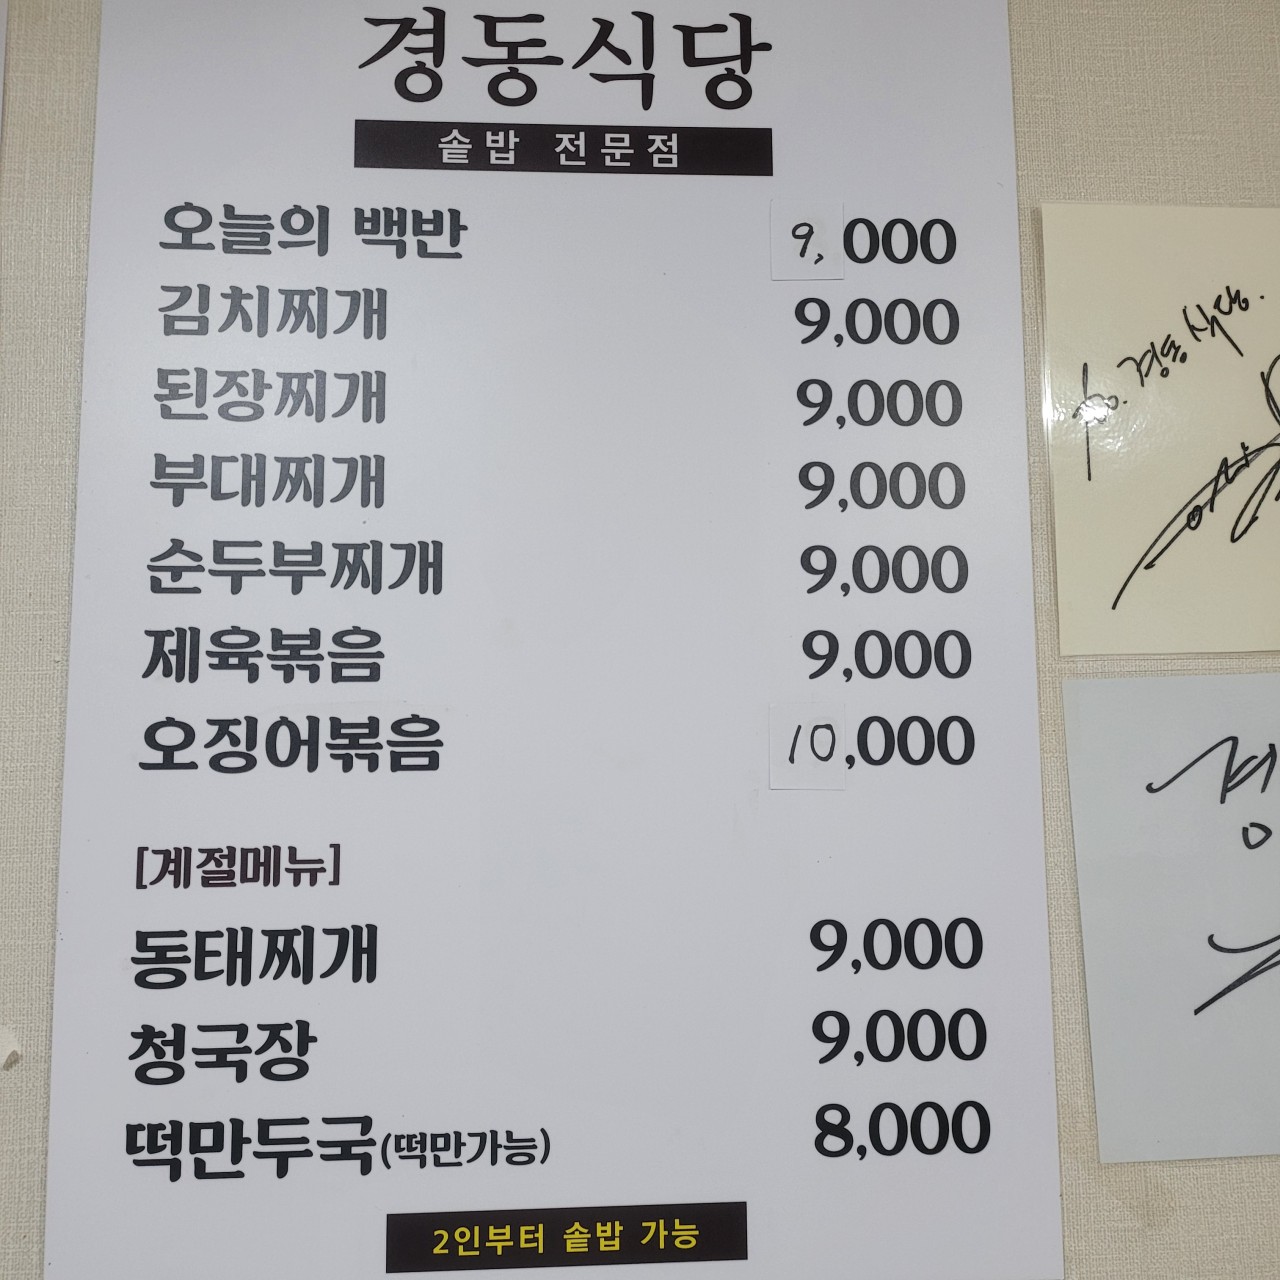 경동식당
솥밥 전문점
오늘의 백반 9,000
김치찌개 9,000
된장찌개 9,000
부대찌개 9,000
순두부찌개 9,000
제육볶음 9,000
오징어볶음 10,000
[계절메뉴]
동태찌개 9,000
청국장 9,000
떡만두국(떡만가능) 8,000
2인부터 솥밥 가능
경동식당.